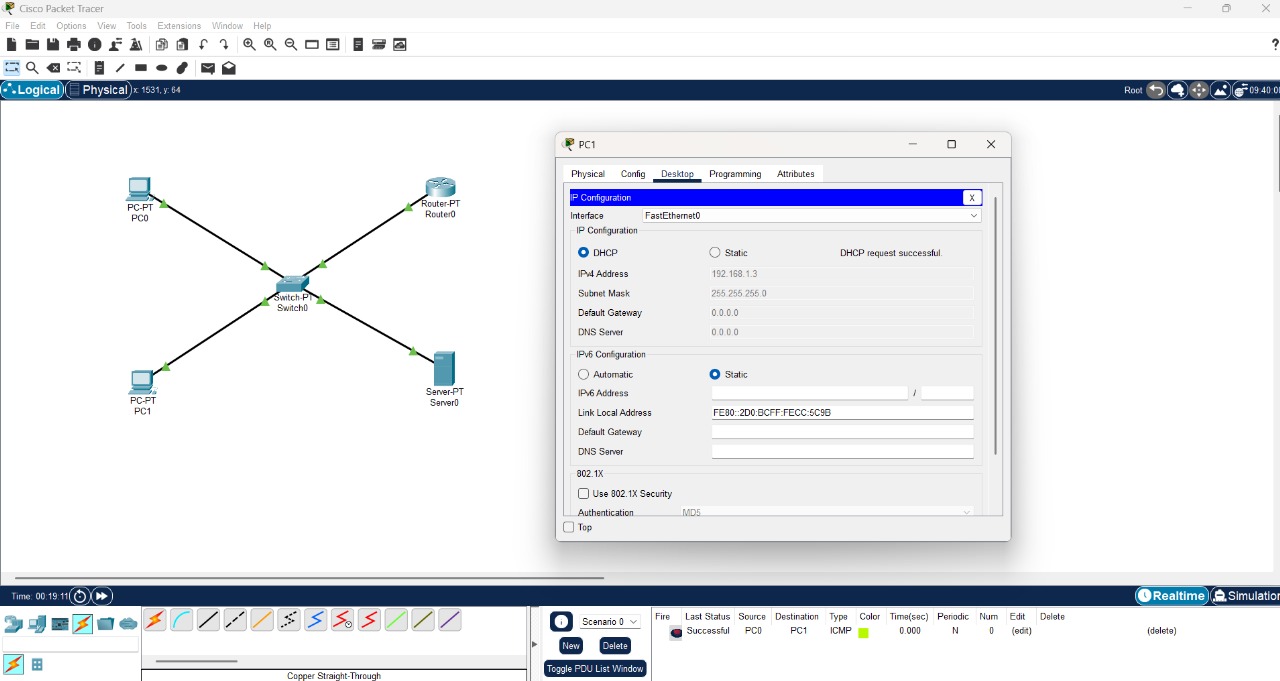 Cisco Packet Tracer
File Edit Options View Tools Extensions Window Help
Logical Physical x: 1531, y: 64 Root 09:40:00
PC-PT
PC0
Router-PT
Router0
Switch-PT
Switch0
PC-PT
PC1
Server-PT
Server0
PC1
Physical Config Desktop Programming Attributes
IP Configuration X
Interface FastEthernet0
IP Configuration
DHCP Static DHCP request successful.
IPv4 Address 192.168.1.3
Subnet Mask 255.255.255.0
Default Gateway 0.0.0.0
DNS Server 0.0.0.0
IPv6 Configuration
Automatic Static
IPv6 Address /
Link Local Address FE80::2D0:BCFF:FECC:5C9B
Default Gateway
DNS Server
802.1X
Use 802.1X Security
Authentication MD5
Top
Time: 00:19:11 Realtime Simulation
Scenario 0
New Delete
Toggle PDU List Window
Fire Last Status Source Destination Type Color Time(sec) Periodic Num Edit Delete
Successful PC0 PC1 ICMP 0.000 N 0 (edit) (delete)
Copper Straight-Through